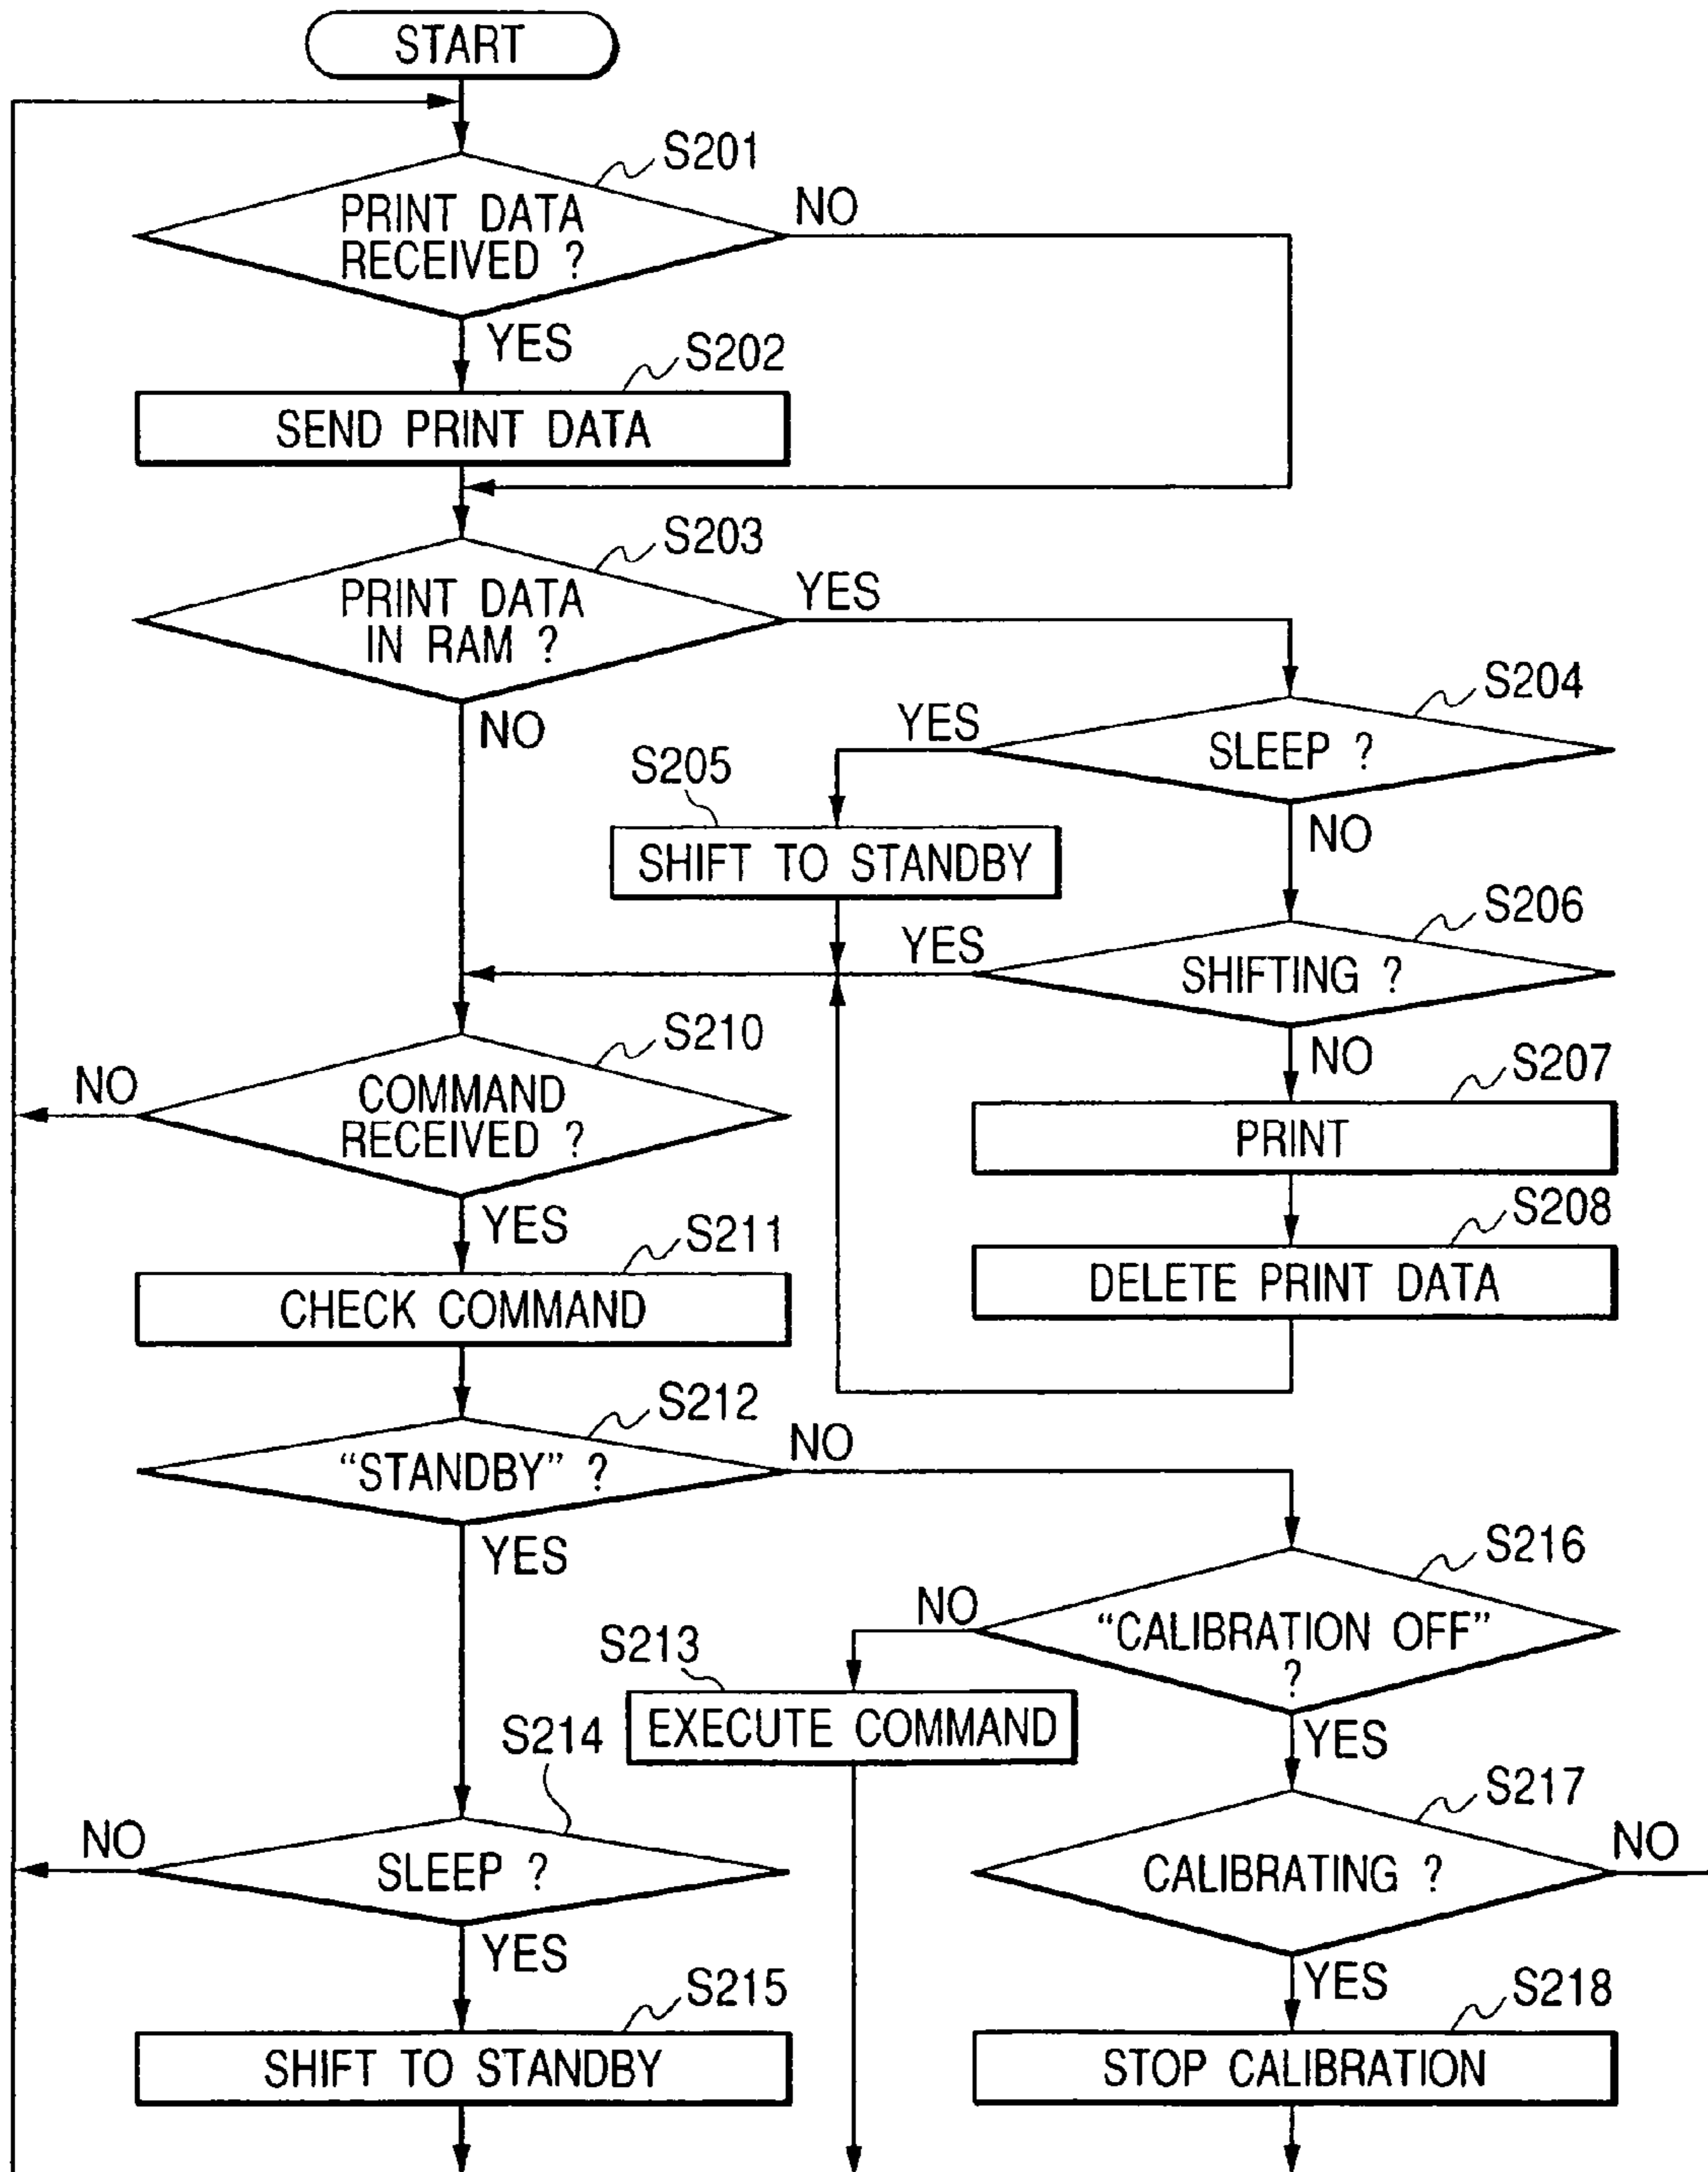 START
S201
PRINT DATA
RECEIVED ?
NO
YES
S202
SEND PRINT DATA
S203
PRINT DATA
IN RAM ?
YES
NO
S204
SLEEP ?
YES
NO
S205
SHIFT TO STANDBY
S206
SHIFTING ?
YES
NO
S207
PRINT
S208
DELETE PRINT DATA
S210
COMMAND
RECEIVED ?
NO
YES
S211
CHECK COMMAND
S212
“STANDBY” ?
NO
YES
S216
“CALIBRATION OFF”
?
NO
YES
S213
EXECUTE COMMAND
S214
SLEEP ?
NO
YES
S217
CALIBRATING ?
NO
YES
S215
SHIFT TO STANDBY
S218
STOP CALIBRATION